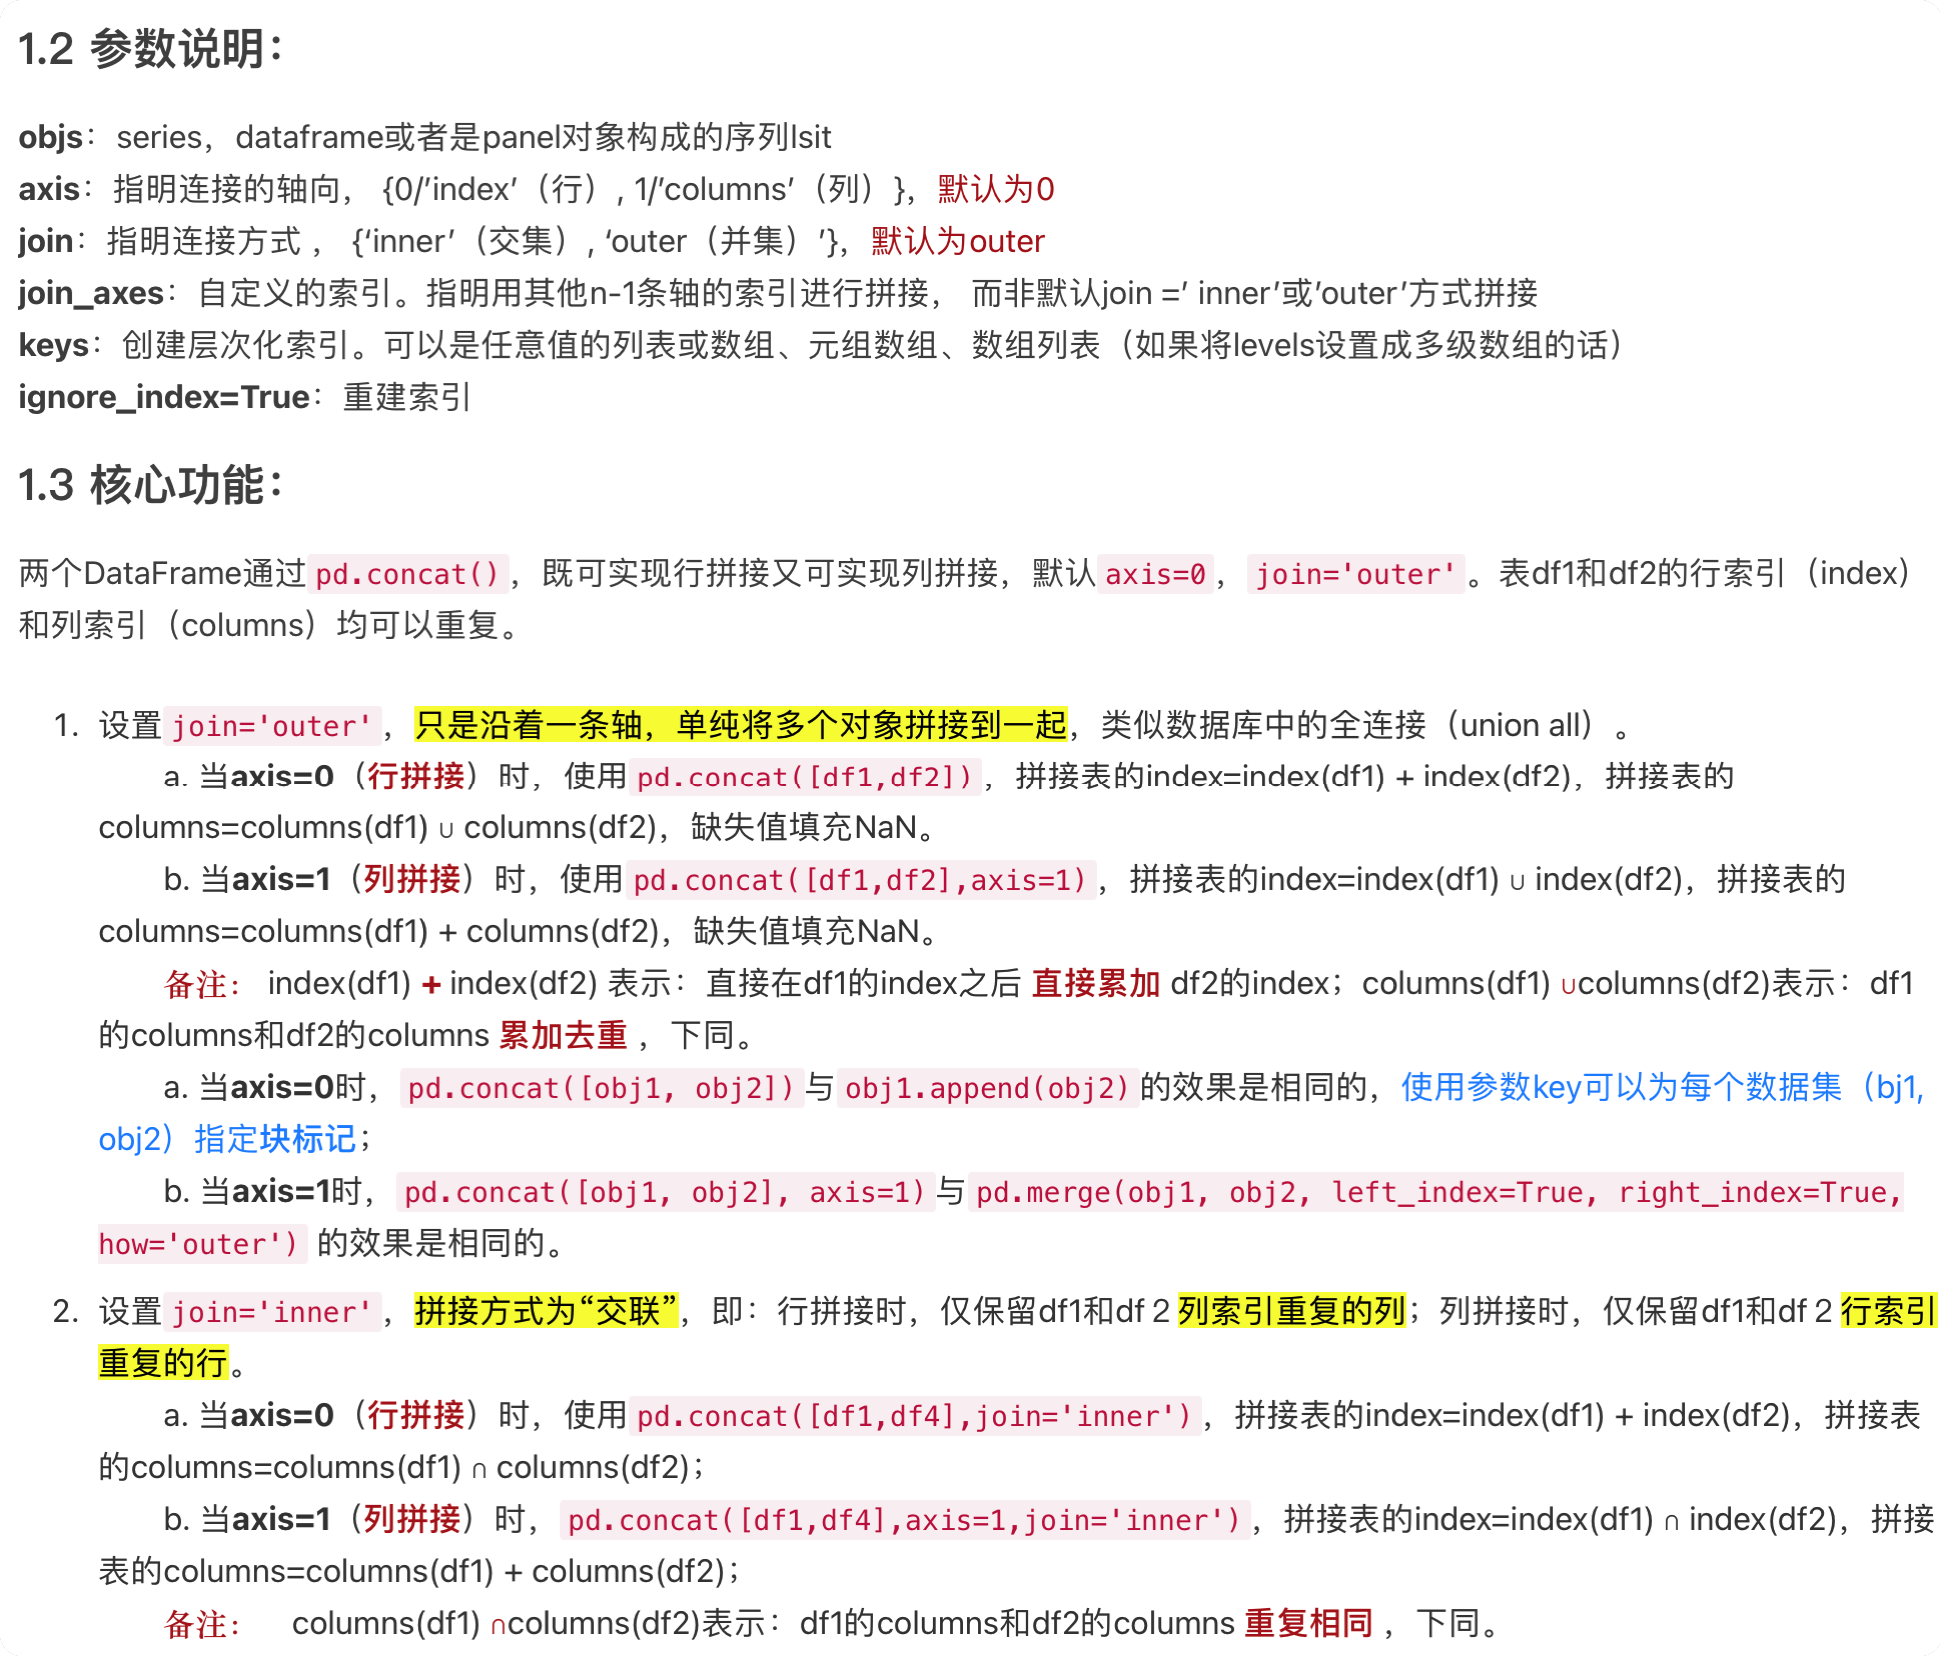 1.2 参数说明：
objs：series，dataframe或者是panel对象构成的序列lsit
axis：指明连接的轴向， {0/’index’（行）, 1/’columns’（列）}，默认为0
join：指明连接方式 ， {‘inner’（交集）, ‘outer（并集）’}，默认为outer
join_axes：自定义的索引。指明用其他n-1条轴的索引进行拼接， 而非默认join =’ inner’或’outer’方式拼接
keys：创建层次化索引。可以是任意值的列表或数组、元组数组、数组列表（如果将levels设置成多级数组的话）
ignore_index=True：重建索引
1.3 核心功能：
两个DataFrame通过pd.concat()，既可实现行拼接又可实现列拼接，默认axis=0，join='outer'。表df1和df2的行索引（index）
和列索引（columns）均可以重复。
1. 设置join='outer'，只是沿着一条轴，单纯将多个对象拼接到一起，类似数据库中的全连接（union all）。
a. 当axis=0（行拼接）时，使用pd.concat([df1,df2])，拼接表的index=index(df1) + index(df2)，拼接表的
columns=columns(df1) ∪ columns(df2)，缺失值填充NaN。
b. 当axis=1（列拼接）时，使用pd.concat([df1,df2],axis=1)，拼接表的index=index(df1) ∪ index(df2)，拼接表的
columns=columns(df1) + columns(df2)，缺失值填充NaN。
备注： index(df1) + index(df2) 表示：直接在df1的index之后 直接累加 df2的index；columns(df1) ∪columns(df2)表示：df1
的columns和df2的columns 累加去重 ，下同。
a. 当axis=0时，pd.concat([obj1, obj2])与obj1.append(obj2)的效果是相同的，使用参数key可以为每个数据集（bj1,
obj2）指定块标记；
b. 当axis=1时，pd.concat([obj1, obj2], axis=1)与pd.merge(obj1, obj2, left_index=True, right_index=True,
how='outer') 的效果是相同的。
2. 设置join='inner'，拼接方式为“交联”，即：行拼接时，仅保留df1和df２列索引重复的列；列拼接时，仅保留df1和df２行索引
重复的行。
a. 当axis=0（行拼接）时，使用pd.concat([df1,df4],join='inner')，拼接表的index=index(df1) + index(df2)，拼接表
的columns=columns(df1) ∩ columns(df2)；
b. 当axis=1（列拼接）时，pd.concat([df1,df4],axis=1,join='inner')，拼接表的index=index(df1) ∩ index(df2)，拼接
表的columns=columns(df1) + columns(df2)；
备注： columns(df1) ∩columns(df2)表示：df1的columns和df2的columns 重复相同 ，下同。